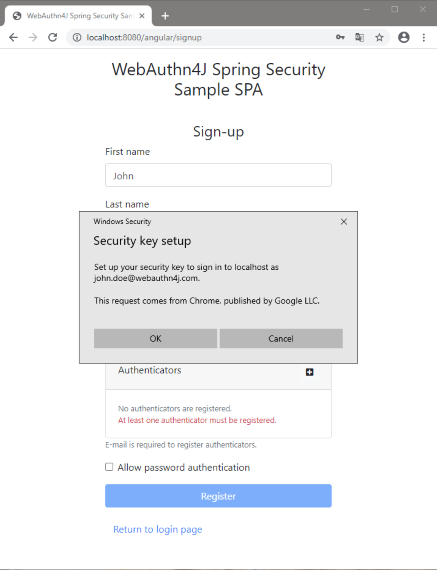 WebAuthn4J Spring Security Sam
localhost:8080/angular/signup
WebAuthn4J Spring Security
Sample SPA
Sign-up
First name
John
Last name
Windows Security
Security key setup
Set up your security key to sign in to localhost as
john.doe@webauthn4j.com.
This request comes from Chrome, published by Google LLC.
OK
Cancel
Authenticators
No authenticators are registered.
At least one authenticator must be registered.
E-mail is required to register authenticators.
Allow password authentication
Register
Return to login page